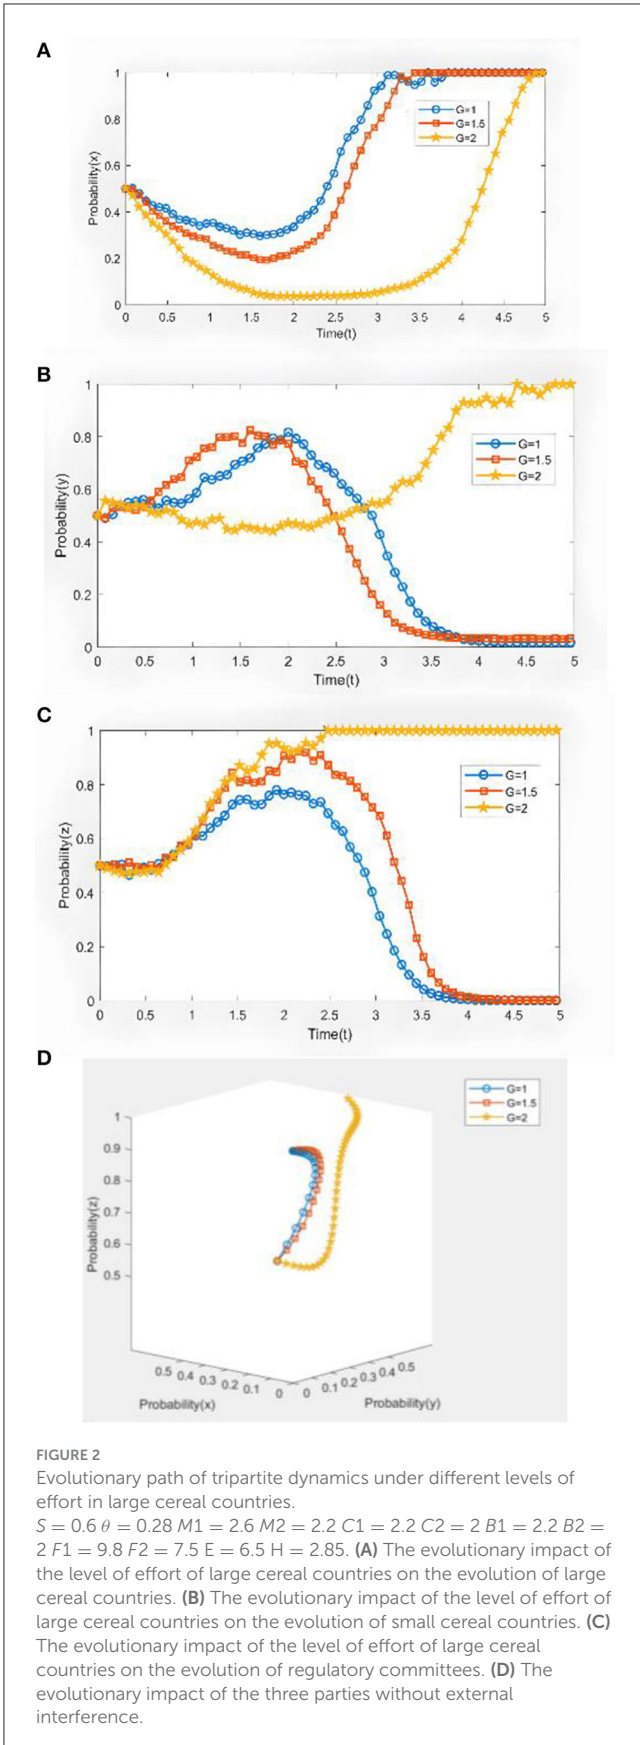 A
1
0.8
0.6
0.4
0.2
0
Probability(x)
G=1
G=1.5
G=2
0 0.5 1 1.5 2 2.5 3 3.5 4 4.5 5
Time(t)
B
1
0.8
0.6
0.4
0.2
0
Probability(y)
G=1
G=1.5
G=2
0 0.5 1 1.5 2 2.5 3 3.5 4 4.5 5
Time(t)
C
1
0.8
0.6
0.4
0.2
0
Probability(z)
G=1
G=1.5
G=2
0 0.5 1 1.5 2 2.5 3 3.5 4 4.5 5
Time(t)
D
G=1
G=1.5
G=2
1
0.9
0.8
0.7
0.6
0.5
Probability(z)
0.5 0.4 0.3 0.2 0.1 0
Probability(x)
0 0.1 0.2 0.3 0.4 0.5
Probability(y)
FIGURE 2
Evolutionary path of tripartite dynamics under different levels of
effort in large cereal countries.
S = 0.6 θ = 0.28 M1 = 2.6 M2 = 2.2 C1 = 2.2 C2 = 2 B1 = 2.2 B2 =
2 F1 = 9.8 F2 = 7.5 E = 6.5 H = 2.85. (A) The evolutionary impact of
the level of effort of large cereal countries on the evolution of large
cereal countries. (B) The evolutionary impact of the level of effort of
large cereal countries on the evolution of small cereal countries. (C)
The evolutionary impact of the level of effort of large cereal
countries on the evolution of regulatory committees. (D) The
evolutionary impact of the three parties without external
interference.